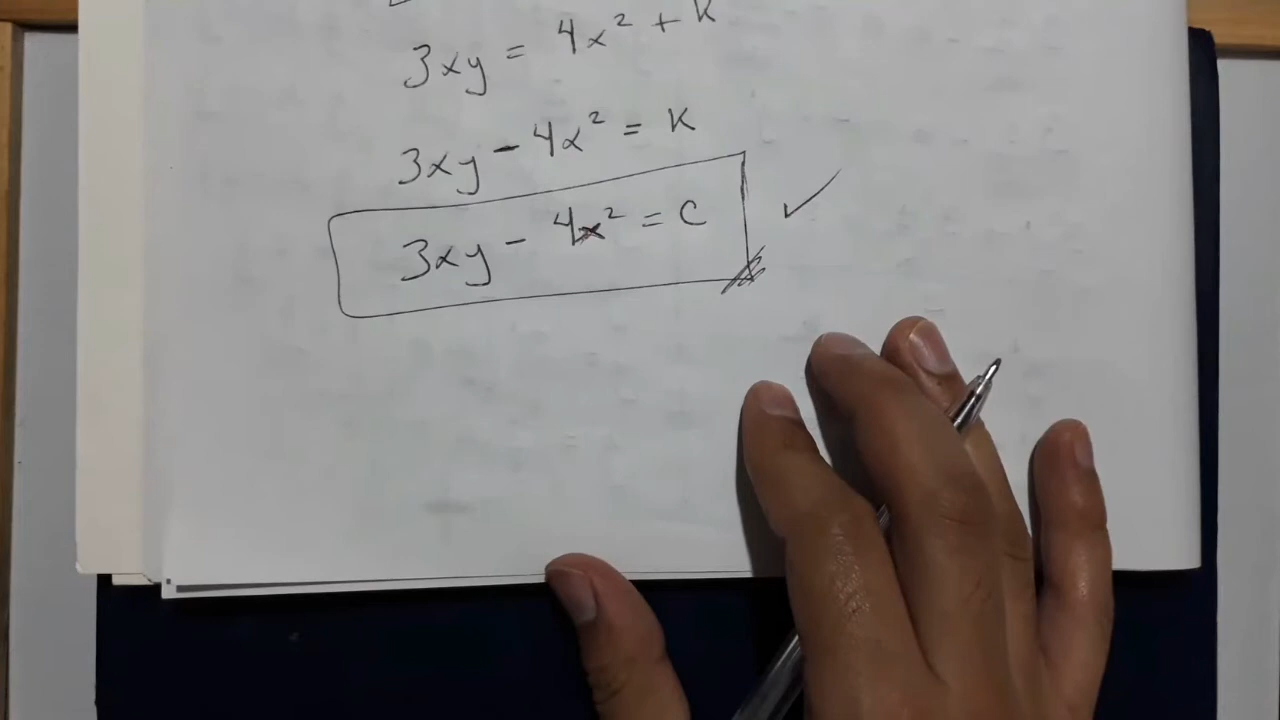 3xy = 4x² + K
3xy - 4x² = K
3xy - 4x² = C